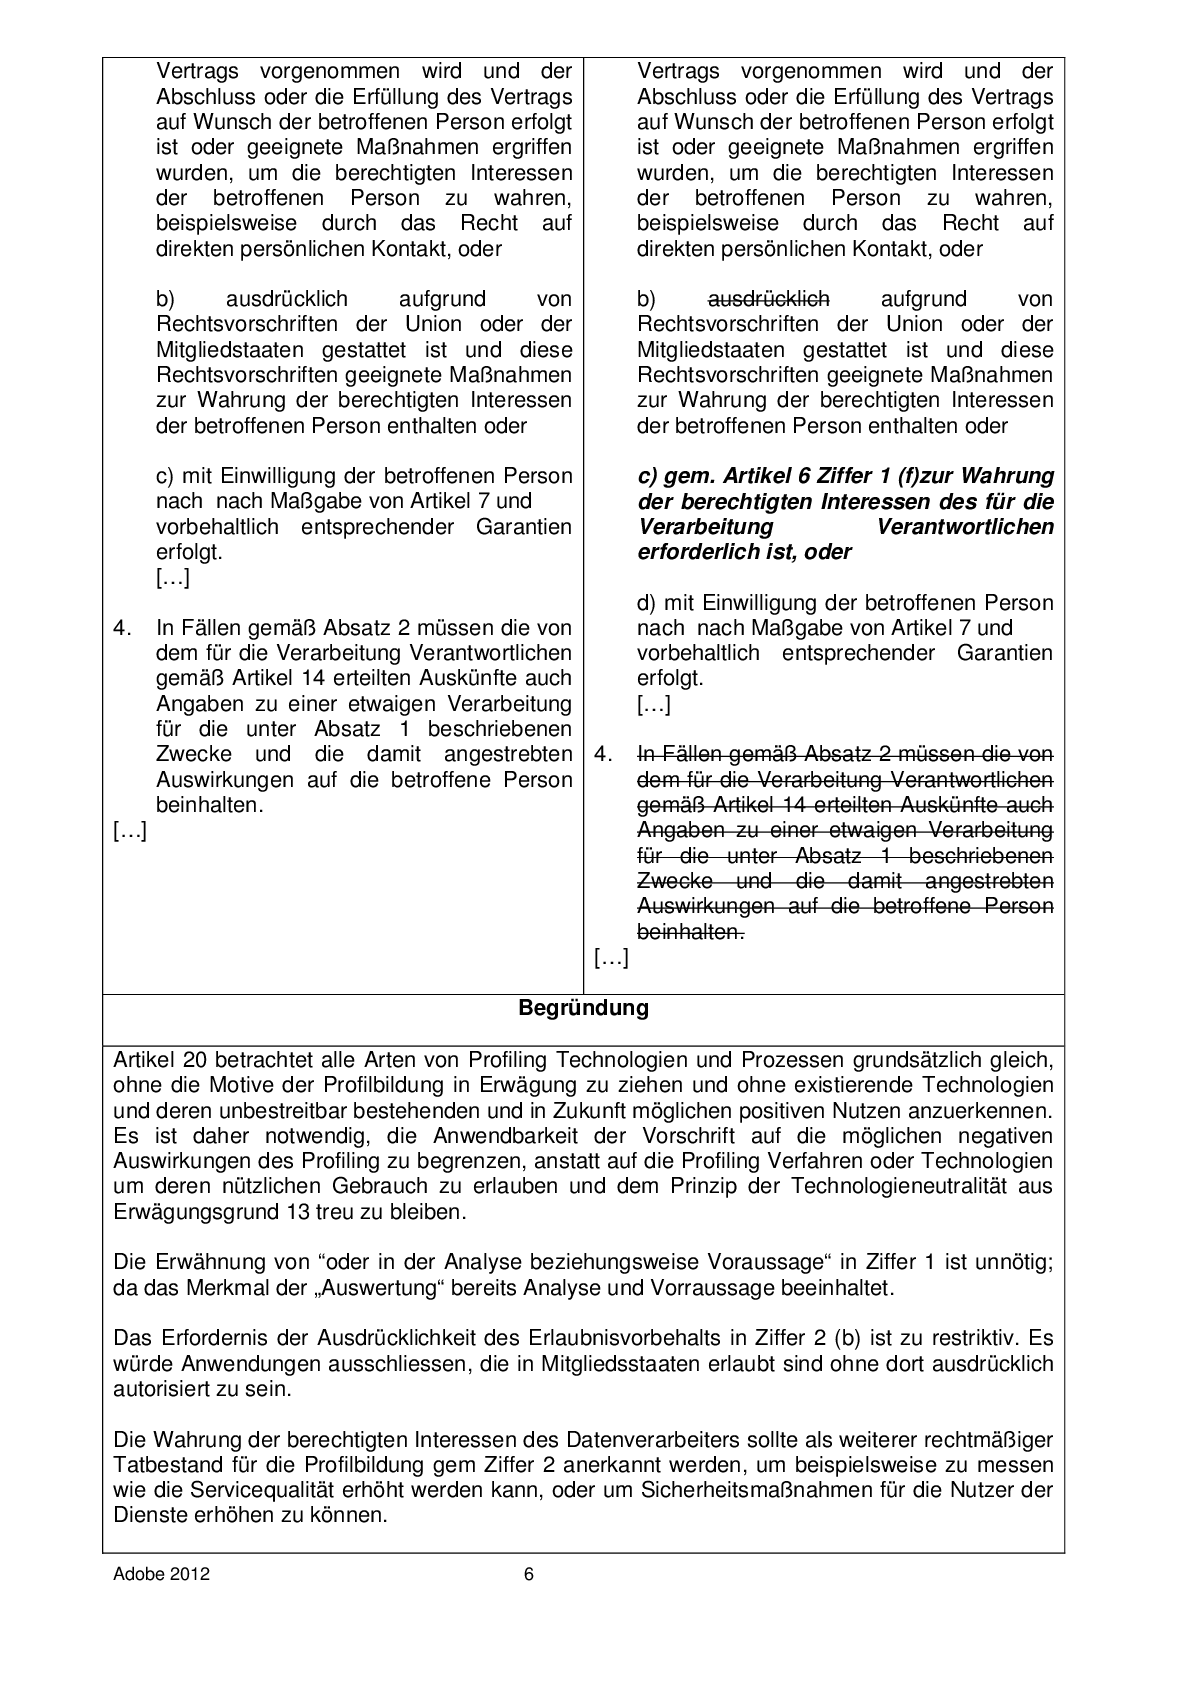 Vertrags vorgenommen wird und der
Abschluss oder die Erfüllung des Vertrags
auf Wunsch der betroffenen Person erfolgt
ist oder geeignete Maßnahmen ergriffen
wurden, um die berechtigten Interessen
der betroffenen Person zu wahren,
beispielsweise durch das Recht auf
direkten persönlichen Kontakt, oder
b) ausdrücklich aufgrund von
Rechtsvorschriften der Union oder der
Mitgliedstaaten gestattet ist und diese
Rechtsvorschriften geeignete Maßnahmen
zur Wahrung der berechtigten Interessen
der betroffenen Person enthalten oder
c) mit Einwilligung der betroffenen Person
nach nach Maßgabe von Artikel 7 und
vorbehaltlich entsprechender Garantien
erfolgt.
[…]
4. In Fällen gemäß Absatz 2 müssen die von
dem für die Verarbeitung Verantwortlichen
gemäß Artikel 14 erteilten Auskünfte auch
Angaben zu einer etwaigen Verarbeitung
für die unter Absatz 1 beschriebenen
Zwecke und die damit angestrebten
Auswirkungen auf die betroffene Person
beinhalten.
[…]
Vertrags vorgenommen wird und der
Abschluss oder die Erfüllung des Vertrags
auf Wunsch der betroffenen Person erfolgt
ist oder geeignete Maßnahmen ergriffen
wurden, um die berechtigten Interessen
der betroffenen Person zu wahren,
beispielsweise durch das Recht auf
direkten persönlichen Kontakt, oder
b) ausdrücklich aufgrund von
Rechtsvorschriften der Union oder der
Mitgliedstaaten gestattet ist und diese
Rechtsvorschriften geeignete Maßnahmen
zur Wahrung der berechtigten Interessen
der betroffenen Person enthalten oder
c) gem. Artikel 6 Ziffer 1 (f)zur Wahrung
der berechtigten Interessen des für die
Verarbeitung Verantwortlichen
erforderlich ist, oder
d) mit Einwilligung der betroffenen Person
nach nach Maßgabe von Artikel 7 und
vorbehaltlich entsprechender Garantien
erfolgt.
[…]
4. In Fällen gemäß Absatz 2 müssen die von
dem für die Verarbeitung Verantwortlichen
gemäß Artikel 14 erteilten Auskünfte auch
Angaben zu einer etwaigen Verarbeitung
für die unter Absatz 1 beschriebenen
Zwecke und die damit angestrebten
Auswirkungen auf die betroffene Person
beinhalten.
[…]
Begründung
Artikel 20 betrachtet alle Arten von Profiling Technologien und Prozessen grundsätzlich gleich,
ohne die Motive der Profilbildung in Erwägung zu ziehen und ohne existierende Technologien
und deren unbestreitbar bestehenden und in Zukunft möglichen positiven Nutzen anzuerkennen.
Es ist daher notwendig, die Anwendbarkeit der Vorschrift auf die möglichen negativen
Auswirkungen des Profiling zu begrenzen, anstatt auf die Profiling Verfahren oder Technologien
um deren nützlichen Gebrauch zu erlauben und dem Prinzip der Technologieneutralität aus
Erwägungsgrund 13 treu zu bleiben.
Die Erwähnung von “oder in der Analyse beziehungsweise Voraussage“ in Ziffer 1 ist unnötig;
da das Merkmal der „Auswertung“ bereits Analyse und Vorraussage beeinhaltet.
Das Erfordernis der Ausdrücklichkeit des Erlaubnisvorbehalts in Ziffer 2 (b) ist zu restriktiv. Es
würde Anwendungen ausschliessen, die in Mitgliedsstaaten erlaubt sind ohne dort ausdrücklich
autorisiert zu sein.
Die Wahrung der berechtigten Interessen des Datenverarbeiters sollte als weiterer rechtmäßiger
Tatbestand für die Profilbildung gem Ziffer 2 anerkannt werden, um beispielsweise zu messen
wie die Servicequalität erhöht werden kann, oder um Sicherheitsmaßnahmen für die Nutzer der
Dienste erhöhen zu können.
Adobe 2012 6